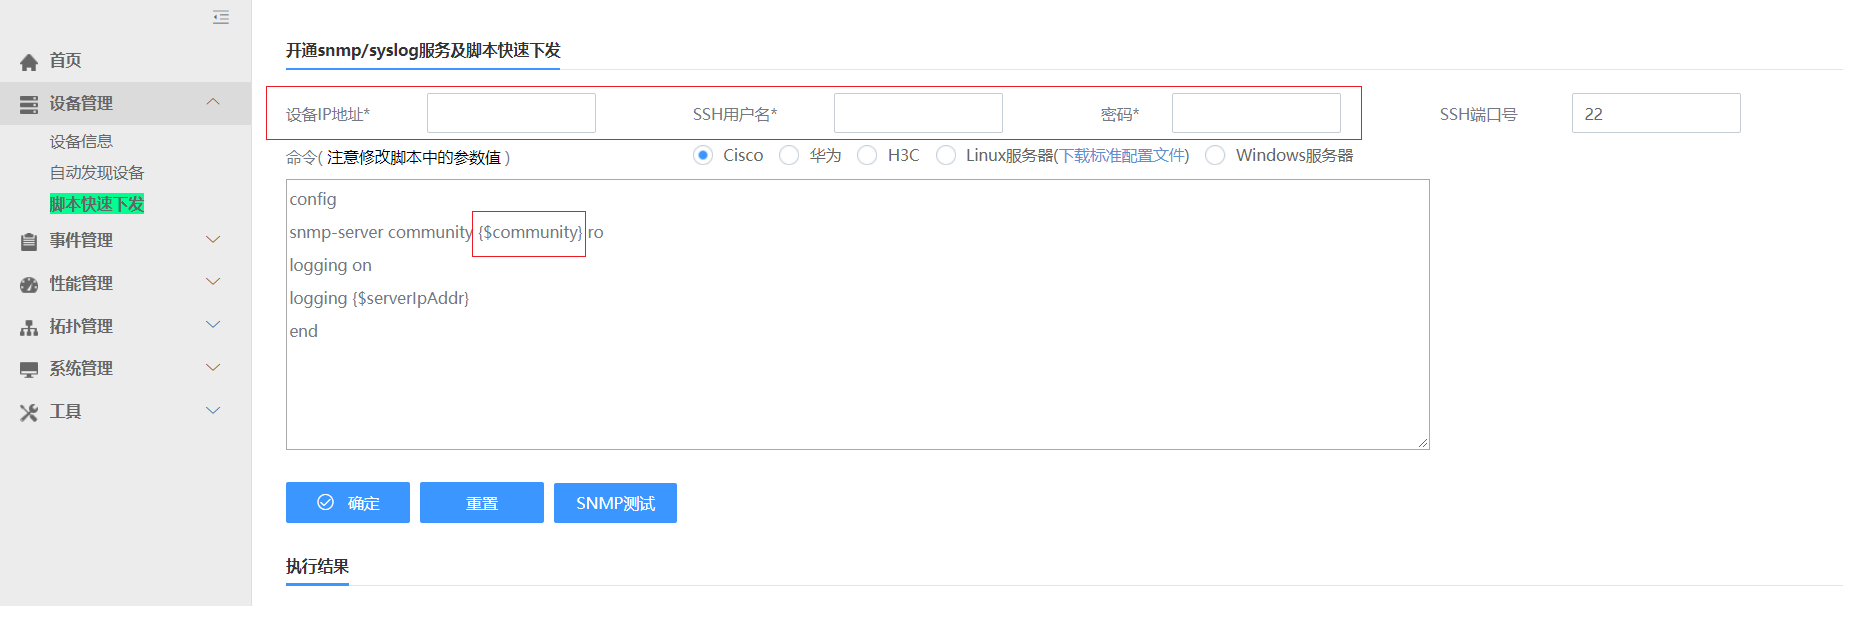 首页
设备管理
设备信息
自动发现设备
脚本快速下发
事件管理
性能管理
拓扑管理
系统管理
工具
开通snmp/syslog服务及脚本快速下发
设备IP地址* SSH用户名* 密码* SSH端口号 22
命令( 注意修改脚本中的参数值 ) Cisco 华为 H3C Linux服务器(下载标准配置文件) Windows服务器
config
snmp-server community {$community} ro
logging on
logging {$serverIpAddr}
end
确定 重置 SNMP测试
执行结果